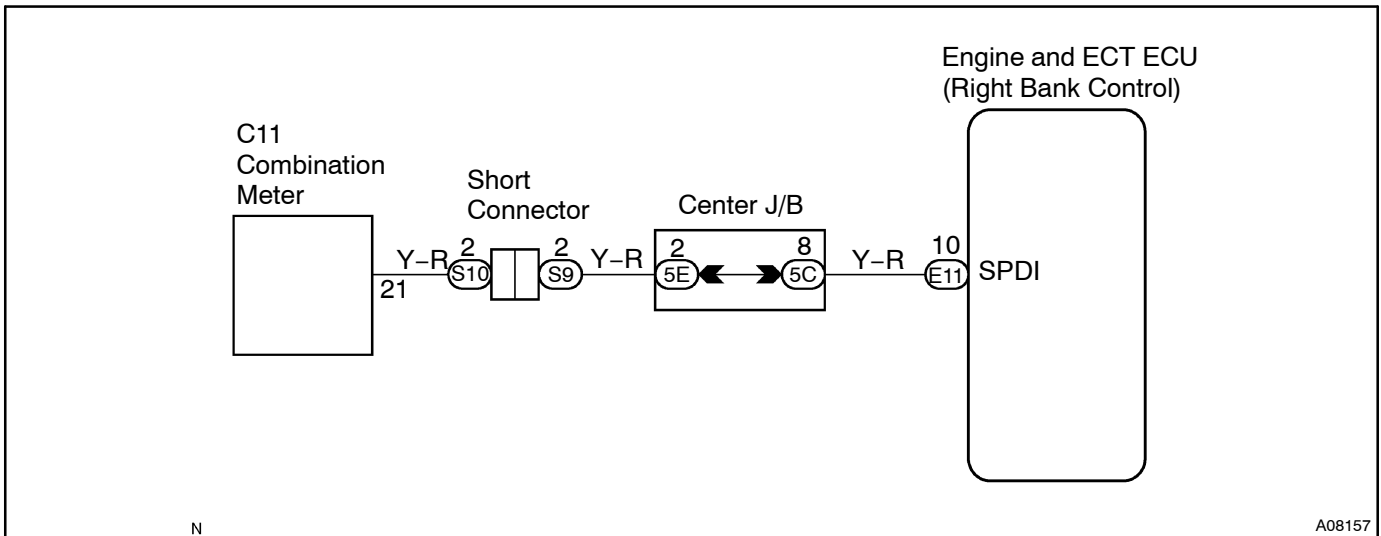 Engine and ECT ECU
(Right Bank Control)
C11
Combination
Meter
Short
Connector
Center J/B
Y–R
21
2
S10
2
S9
Y–R
2
5E
8
5C
Y–R
10
E11
SPDI
N
A08157